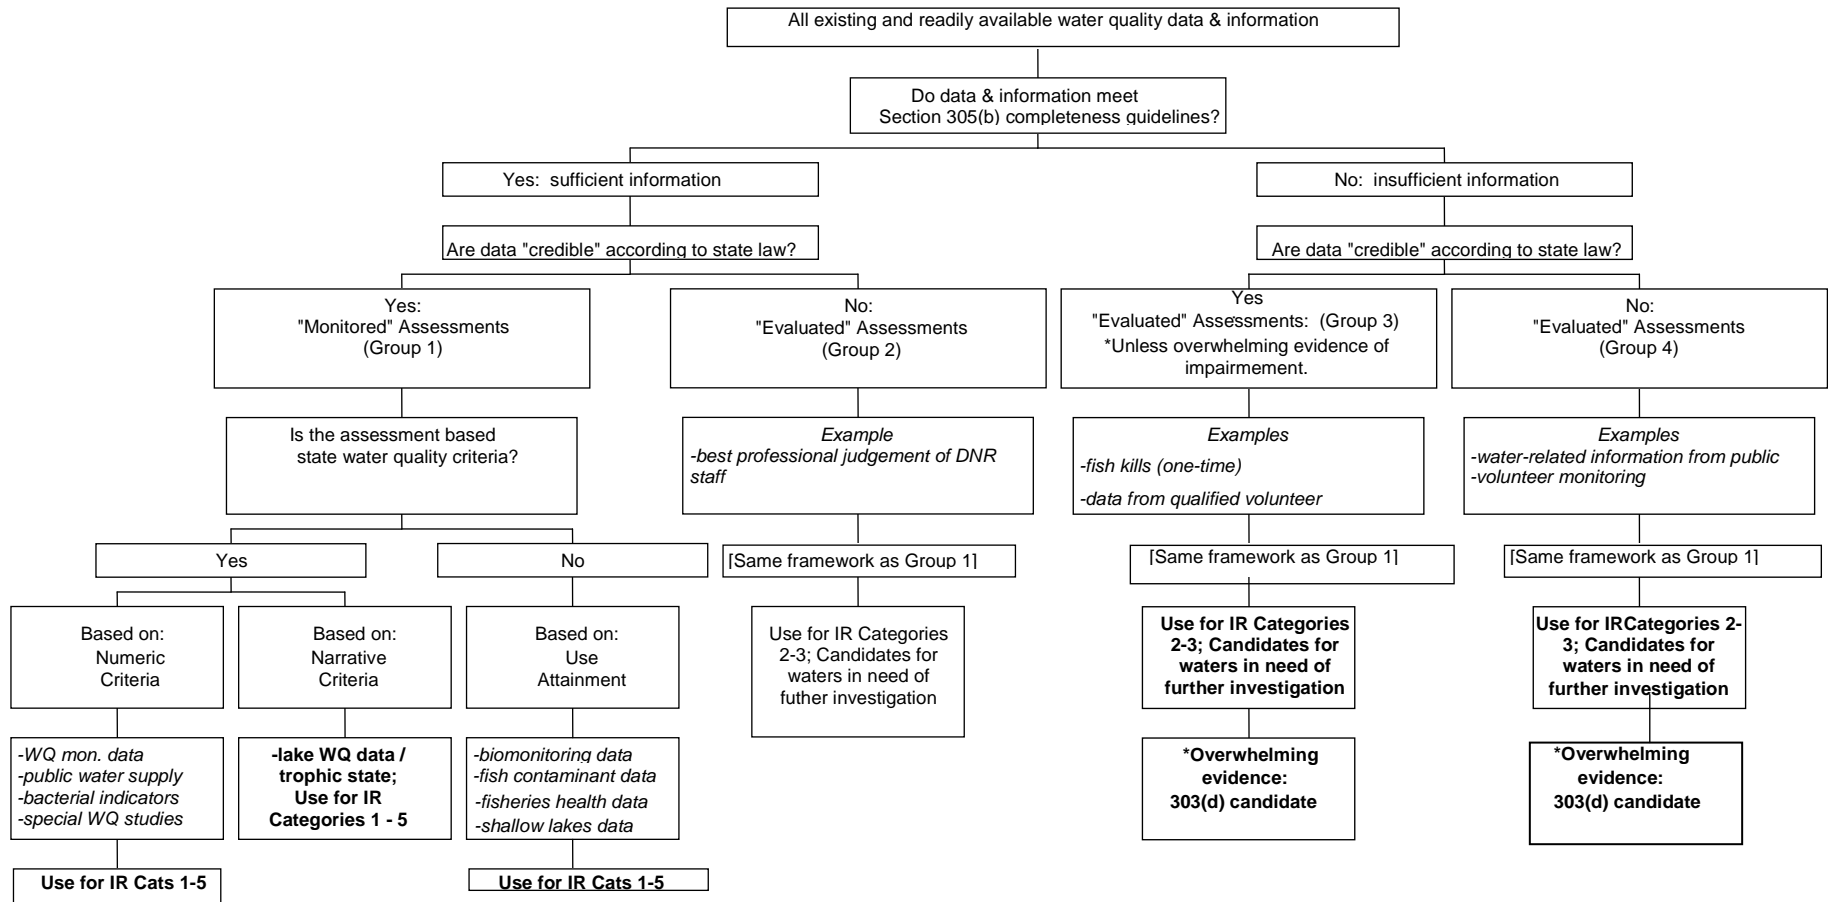 All existing and readily available water quality data & information
Do data & information meet
Section 305(b) completeness guidelines?
Yes: sufficient information
No: insufficient information
Are data "credible" according to state law?
Are data "credible" according to state law?
Yes:
"Monitored" Assessments
(Group 1)
No:
"Evaluated" Assessments
(Group 2)
Yes
"Evaluated" Assessments: (Group 3)
*Unless overwhelming evidence of
impairmement.
No:
"Evaluated" Assessments
(Group 4)
Is the assessment based
state water quality criteria?
Example
-best professional judgement of DNR
staff
Examples
-fish kills (one-time)
-data from qualified volunteer
Examples
-water-related information from public
-volunteer monitoring
Yes
No
[Same framework as Group 1]
[Same framework as Group 1]
[Same framework as Group 1]
Based on:
Numeric
Criteria
Based on:
Narrative
Criteria
Based on:
Use
Attainment
Use for IR Categories
2-3; Candidates for
waters in need of
futher investigation
Use for IR Categories
2-3; Candidates for
waters in need of
further investigation
Use for IRCategories 2-
3; Candidates for
waters in need of
further investigation
-WQ mon. data
-public water supply
-bacterial indicators
-special WQ studies
-lake WQ data /
trophic state;
Use for IR
Categories 1 - 5
-biomonitoring data
-fish contaminant data
-fisheries health data
-shallow lakes data
*Overwhelming
evidence:
303(d) candidate
*Overwhelming
evidence:
303(d) candidate
Use for IR Cats 1-5
Use for IR Cats 1-5